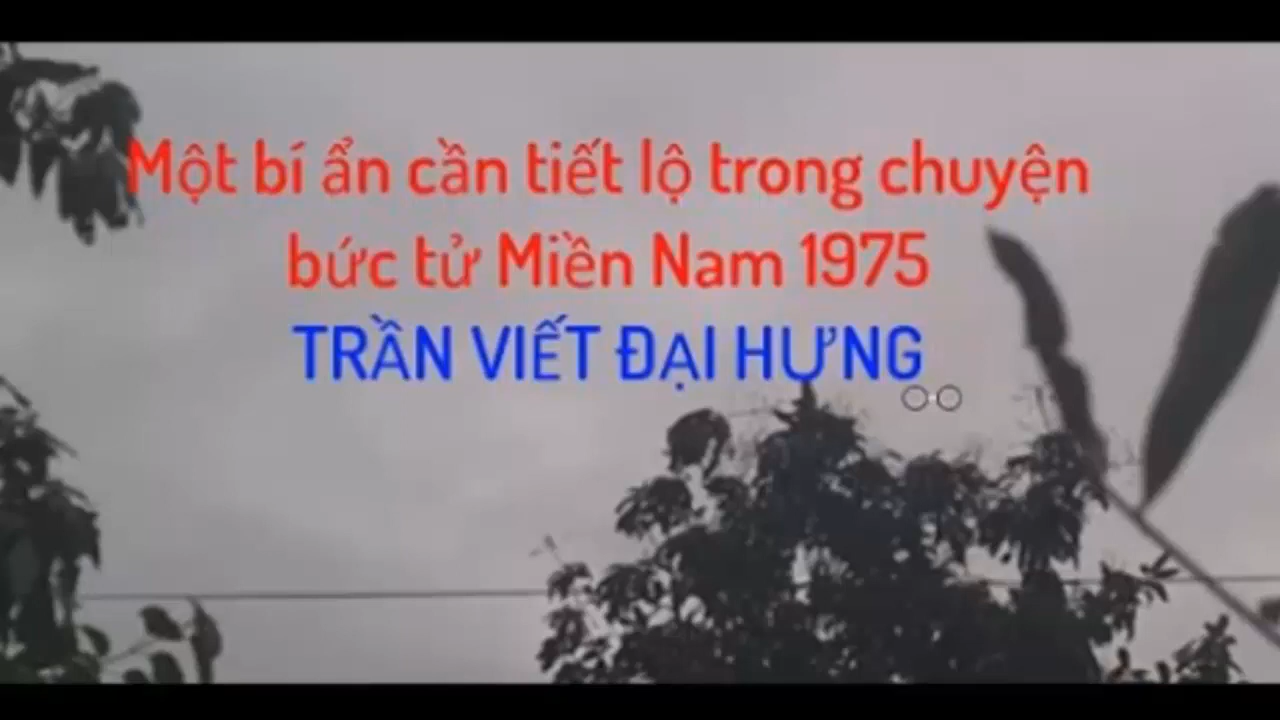 Một bí ẩn cần tiết lộ trong chuyện
bức tử Miền Nam 1975
TRẦN VIẾT ĐẠI HƯNG